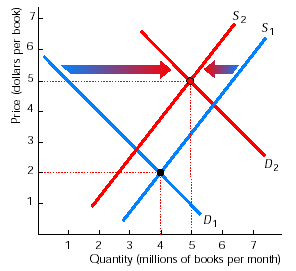 Price (dollars per book)
7
6
5
4
3
2
1
S2
S1
D2
D1
1 2 3 4 5 6 7
Quantity (millions of books per month)